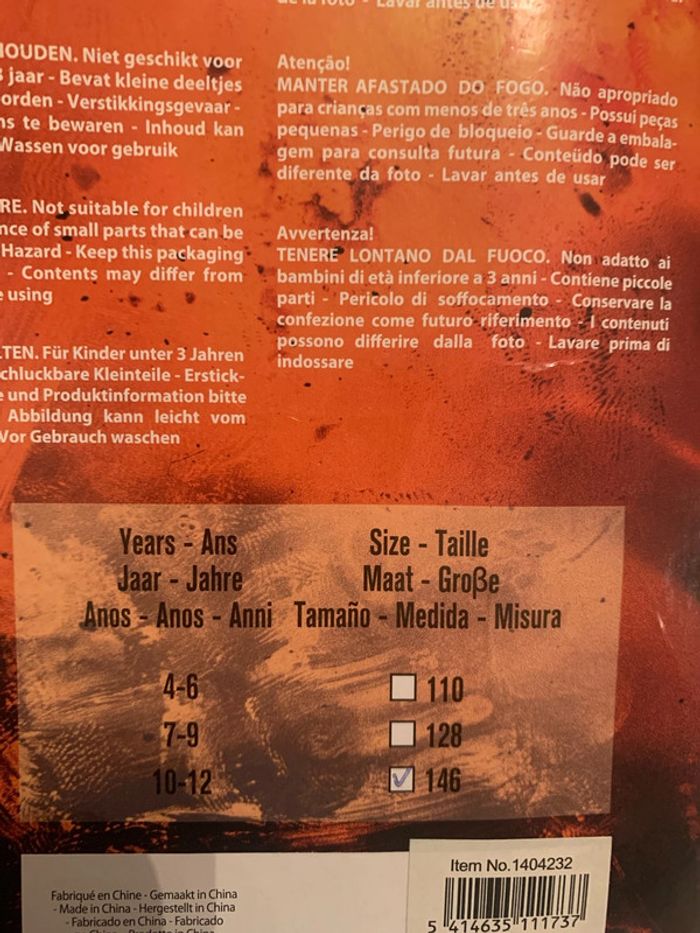 de la foto - Lavar antes de usar
HOUDEN. Niet geschikt voor
3 jaar - Bevat kleine deeltjes
orden - Verstikkingsgevaar -
ns te bewaren - Inhoud kan
Wassen voor gebruik
RE. Not suitable for children
nce of small parts that can be
Hazard - Keep this packaging
- Contents may differ from
e using
LTEN. Für Kinder unter 3 Jahren
chluckbare Kleinteile - Erstick-
e und Produktinformation bitte
Abbildung kann leicht vom
Vor Gebrauch waschen
Atenção!
MANTER AFASTADO DO FOGO. Não apropriado
para crianças com menos de três anos - Possuí peças
pequenas - Perigo de bloqueio - Guarde a embala-
gem para consulta futura - Conteúdo pode ser
diferente da foto - Lavar antes de usar
Avvertenza!
TENERE LONTANO DAL FUOCO. Non adatto ai
bambini di età inferiore a 3 anni - Contiene piccole
parti - Pericolo di soffocamento - Conservare la
confezione come futuro riferimento - I contenuti
possono differire dalla foto - Lavare prima di
indossare
Years - Ans
Jaar - Jahre
Anos - Anos - Anni
Size - Taille
Maat - Große
Tamaño - Medida - Misura
4-6 110
7-9 128
10-12 146
Fabriqué en Chine - Gemaakt in China
- Made in China - Hergestellt in China
- Fabricado en China - Fabricado
China - Prodotto in China
Item No.1404232
5 414635 111737